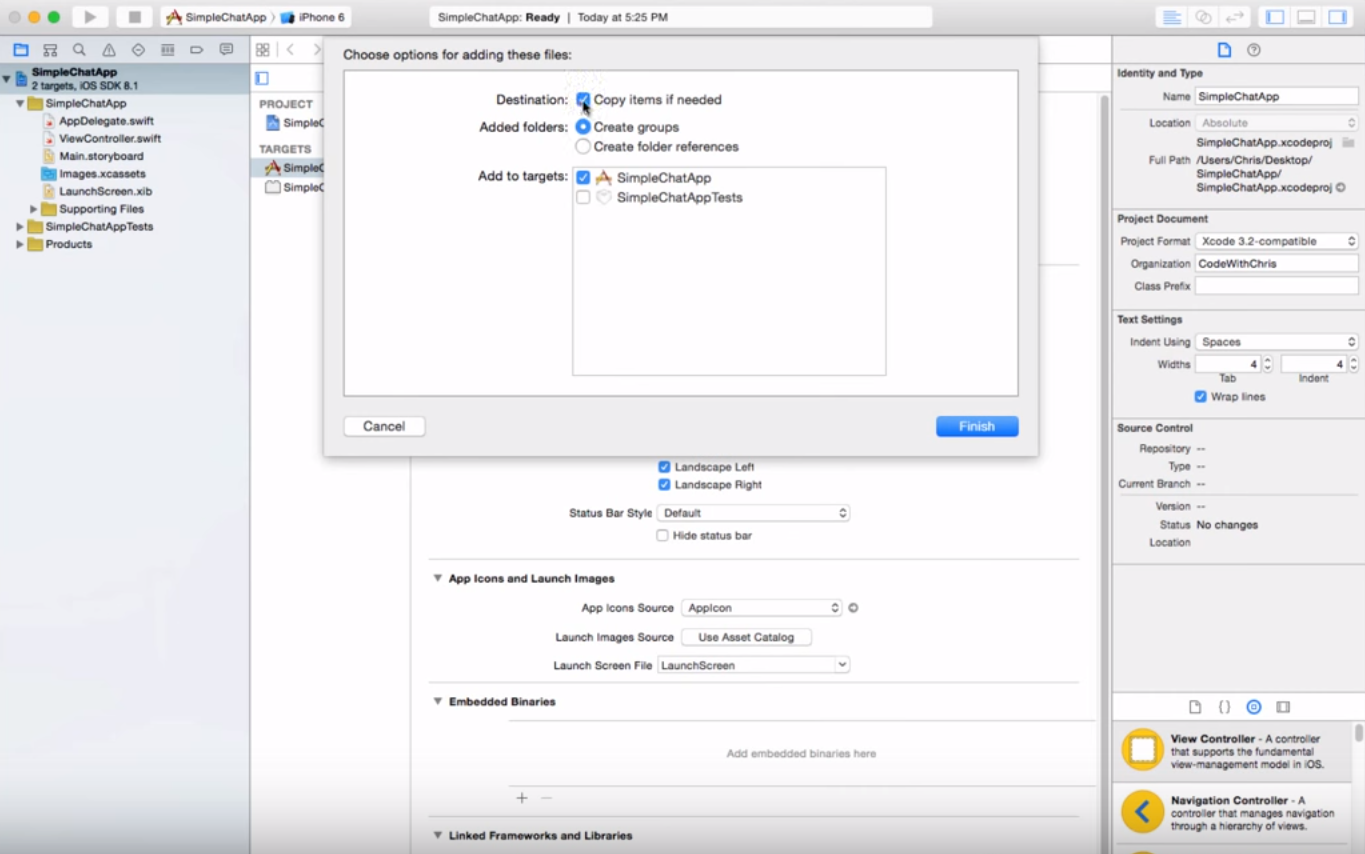 SimpleChatApp
iPhone 6
SimpleChatApp: Ready | Today at 5:25 PM
SimpleChatApp
2 targets, iOS SDK 8.1
SimpleChatApp
AppDelegate.swift
ViewController.swift
Main.storyboard
Images.xcassets
LaunchScreen.xib
Supporting Files
SimpleChatAppTests
Products
PROJECT
SimpleC
TARGETS
SimpleC
SimpleC
Choose options for adding these files:
Destination: Copy items if needed
Added folders: Create groups
Create folder references
Add to targets: SimpleChatApp
SimpleChatAppTests
Cancel
Finish
Landscape Left
Landscape Right
Status Bar Style Default
Hide status bar
App Icons and Launch Images
App Icons Source AppIcon
Launch Images Source Use Asset Catalog
Launch Screen File LaunchScreen
Embedded Binaries
Add embedded binaries here
Linked Frameworks and Libraries
Identity and Type
Name SimpleChatApp
Location Absolute
SimpleChatApp.xcodeproj
Full Path /Users/Chris/Desktop/
SimpleChatApp/
SimpleChatApp.xcodeproj
Project Document
Project Format Xcode 3.2-compatible
Organization CodeWithChris
Class Prefix
Text Settings
Indent Using Spaces
Widths 4 4
Tab Indent
Wrap lines
Source Control
Repository --
Type --
Current Branch --
Version --
Status No changes
Location
View Controller - A controller
that supports the fundamental
view-management model in iOS.
Navigation Controller - A
controller that manages navigation
through a hierarchy of views.